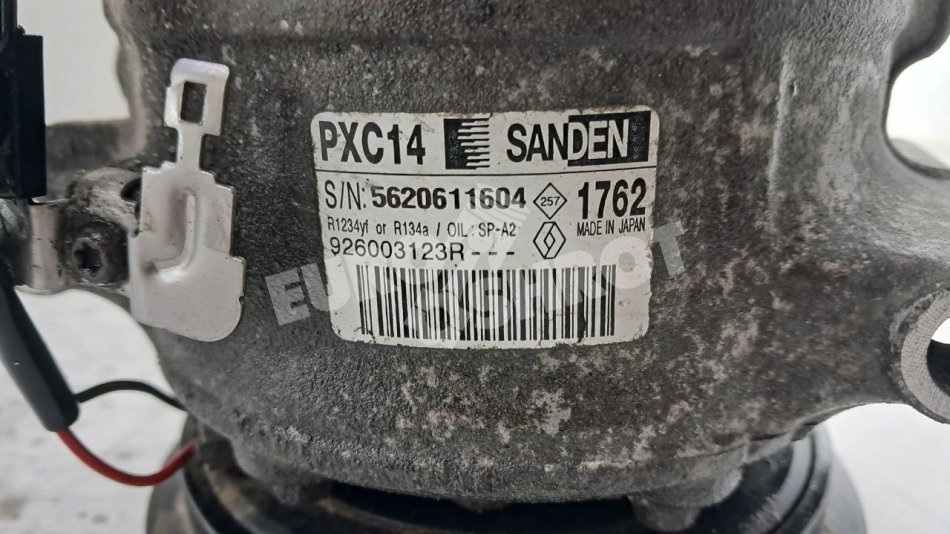 PXC14 SANDEN
S/N: 5620611604 257 1762
R1234yf or R134a / OIL: SP-A2 MADE IN JAPAN
926003123R---